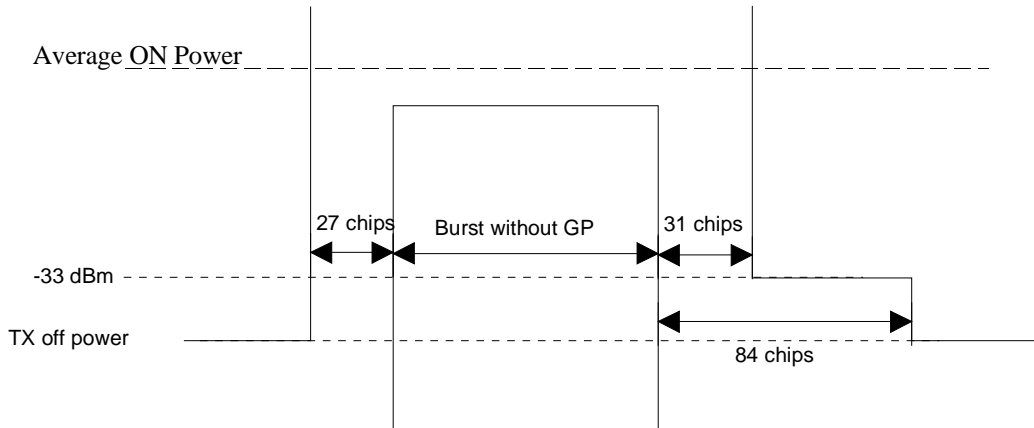 Average ON Power
27 chips
Burst without GP
31 chips
-33 dBm
TX off power
84 chips